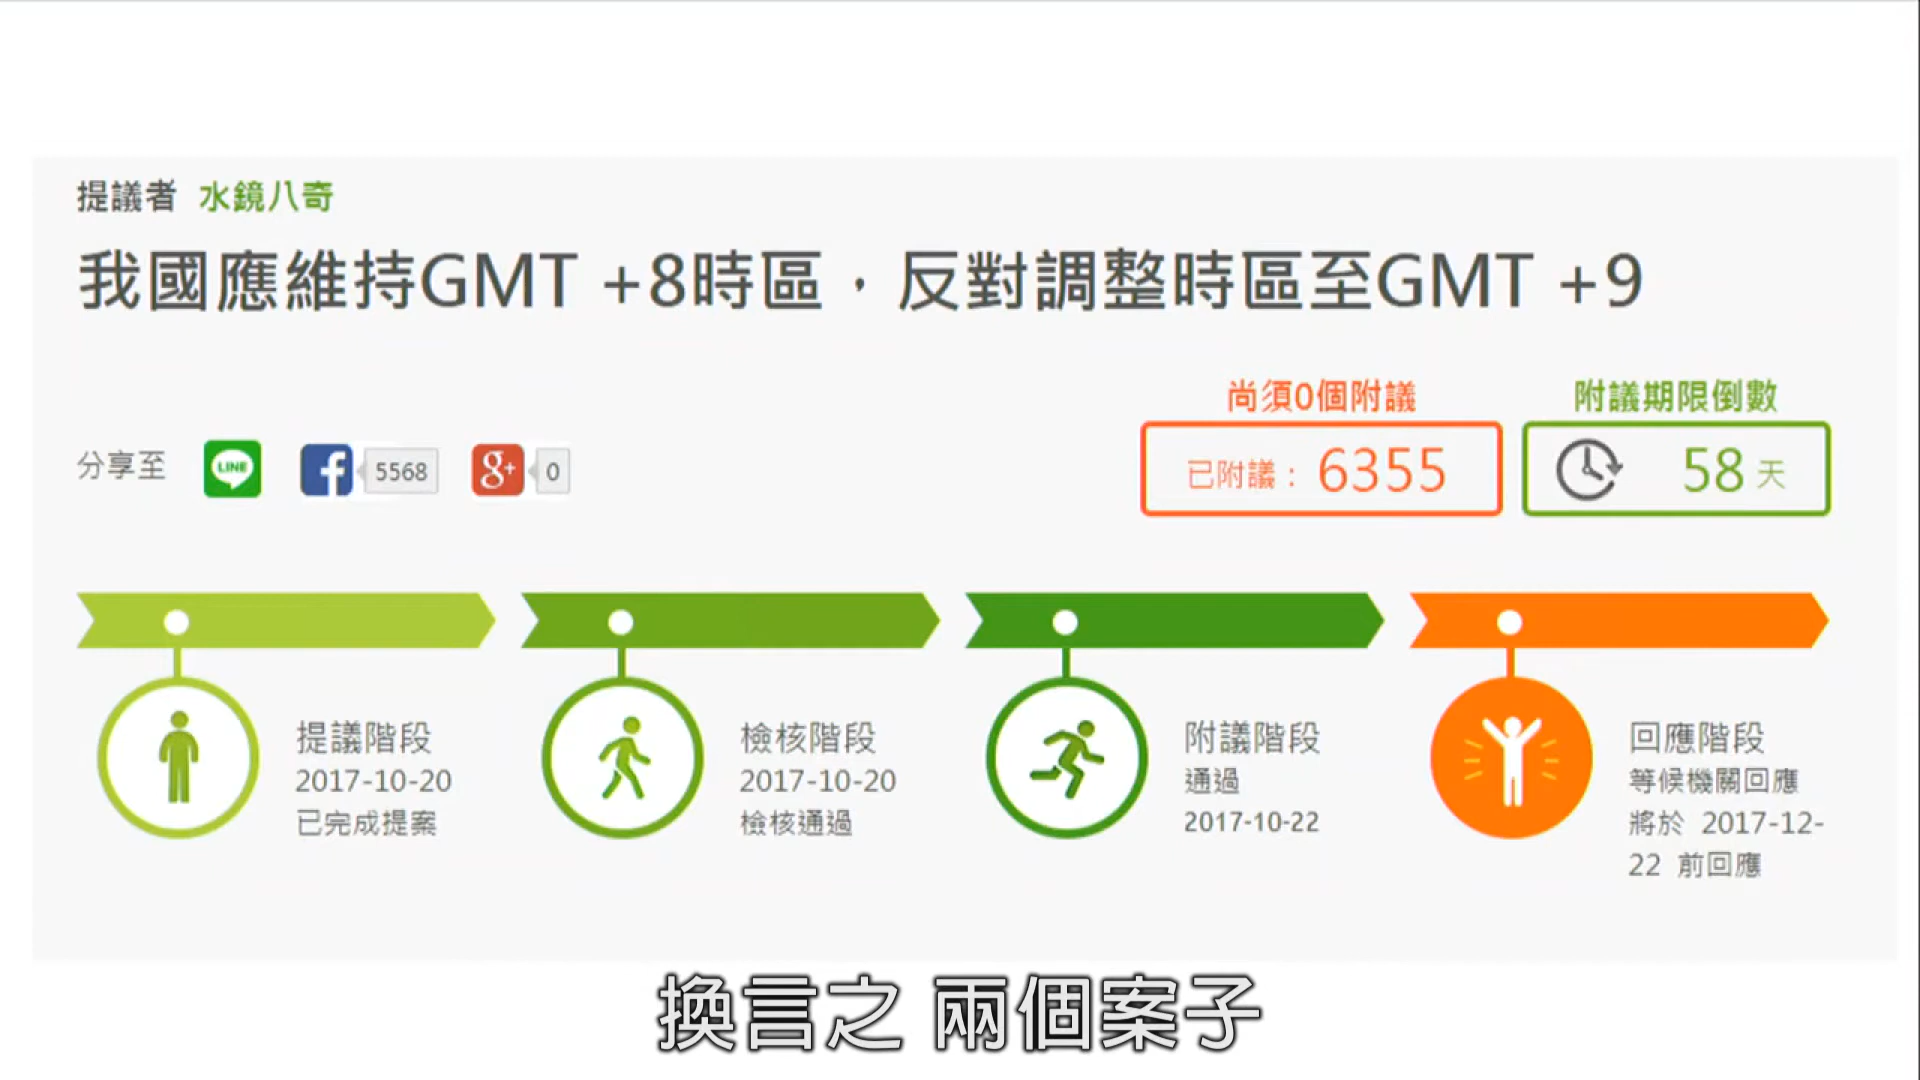 提議者 水鏡八奇
我國應維持GMT +8時區，反對調整時區至GMT +9
尚須0個附議
附議期限倒數
分享至
LINE
f
5568
g+
0
已附議： 6355
58 天
提議階段
2017-10-20
已完成提案
檢核階段
2017-10-20
檢核通過
附議階段
通過
2017-10-22
回應階段
等候機關回應
將於 2017-12-
22 前回應
換言之 兩個案子